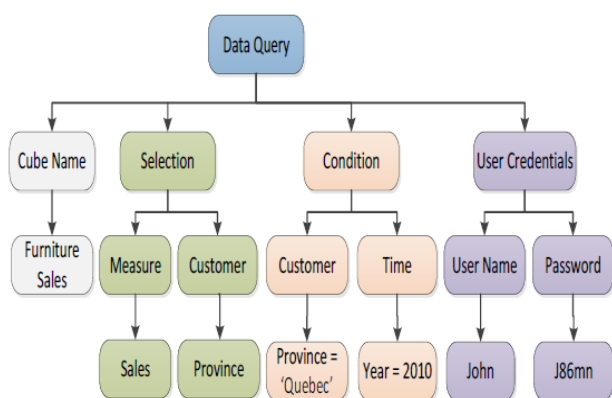 Data Query
Cube Name
Selection
Condition
User Credentials
Furniture
Sales
Measure
Customer
Customer
Time
User Name
Password
Sales
Province
Province =
‘Quebec’
Year = 2010
John
J86mn